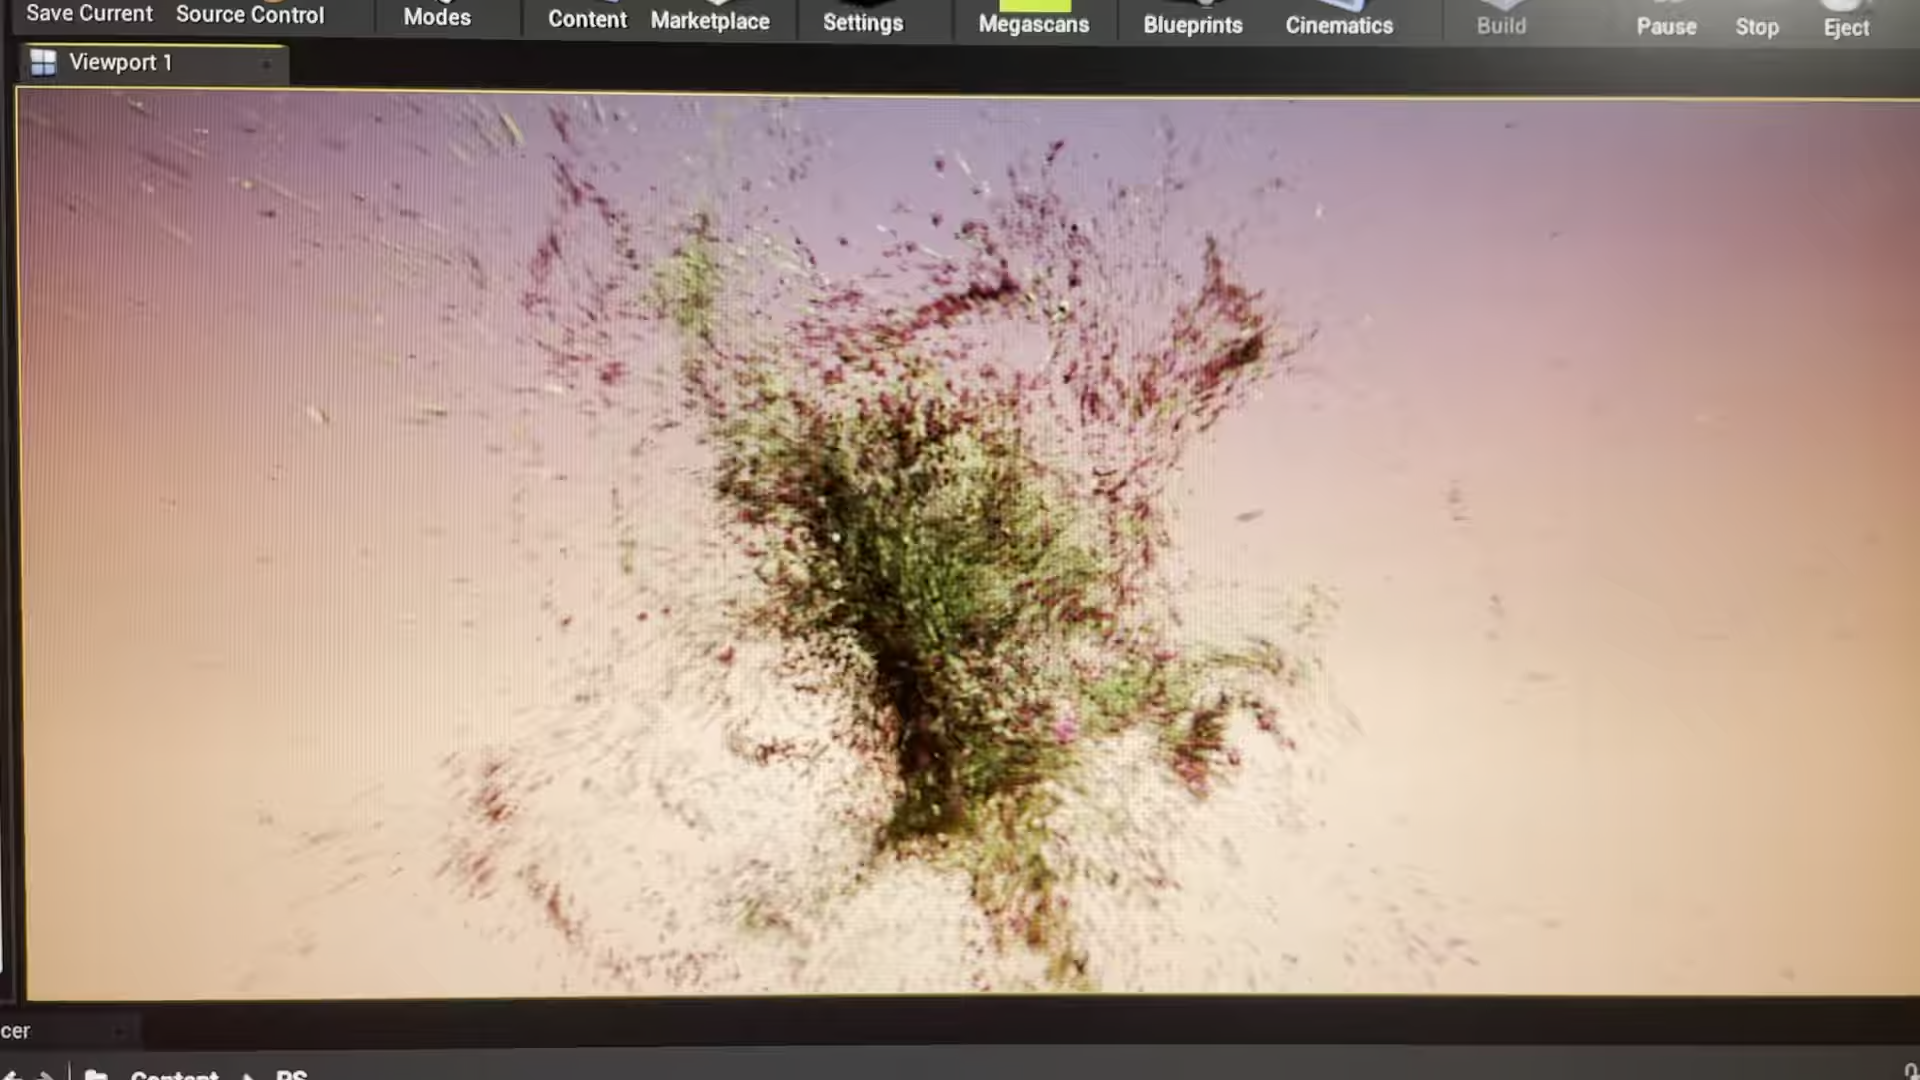 Save Current Source Control Modes Content Marketplace Settings Megascans Blueprints Cinematics Build Pause Stop Eject
Viewport 1
cer
Content PS